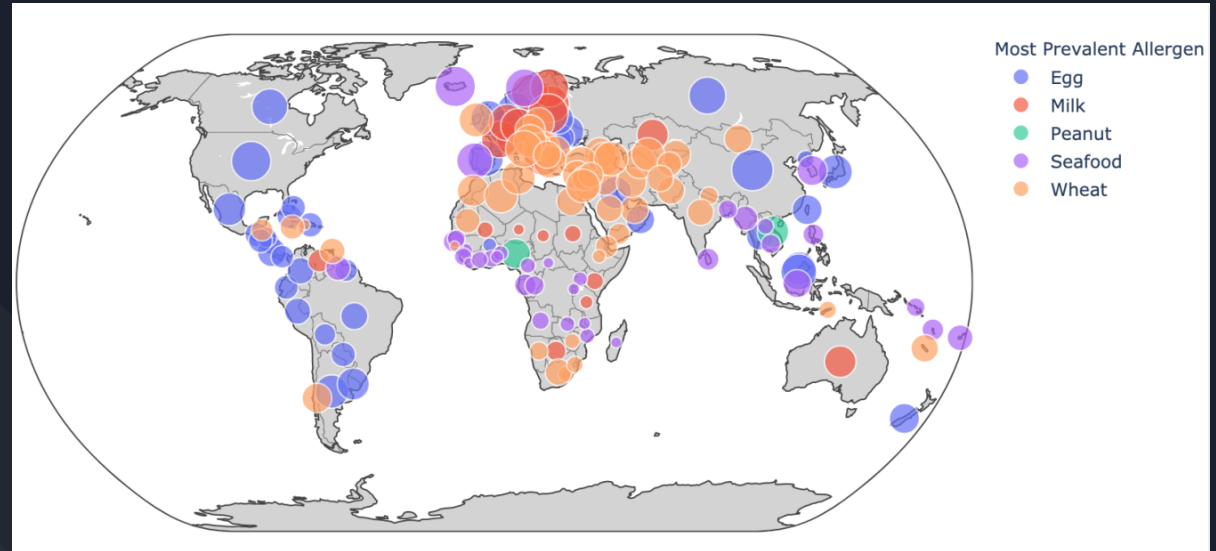 Most Prevalent Allergen
Egg
Milk
Peanut
Seafood
Wheat